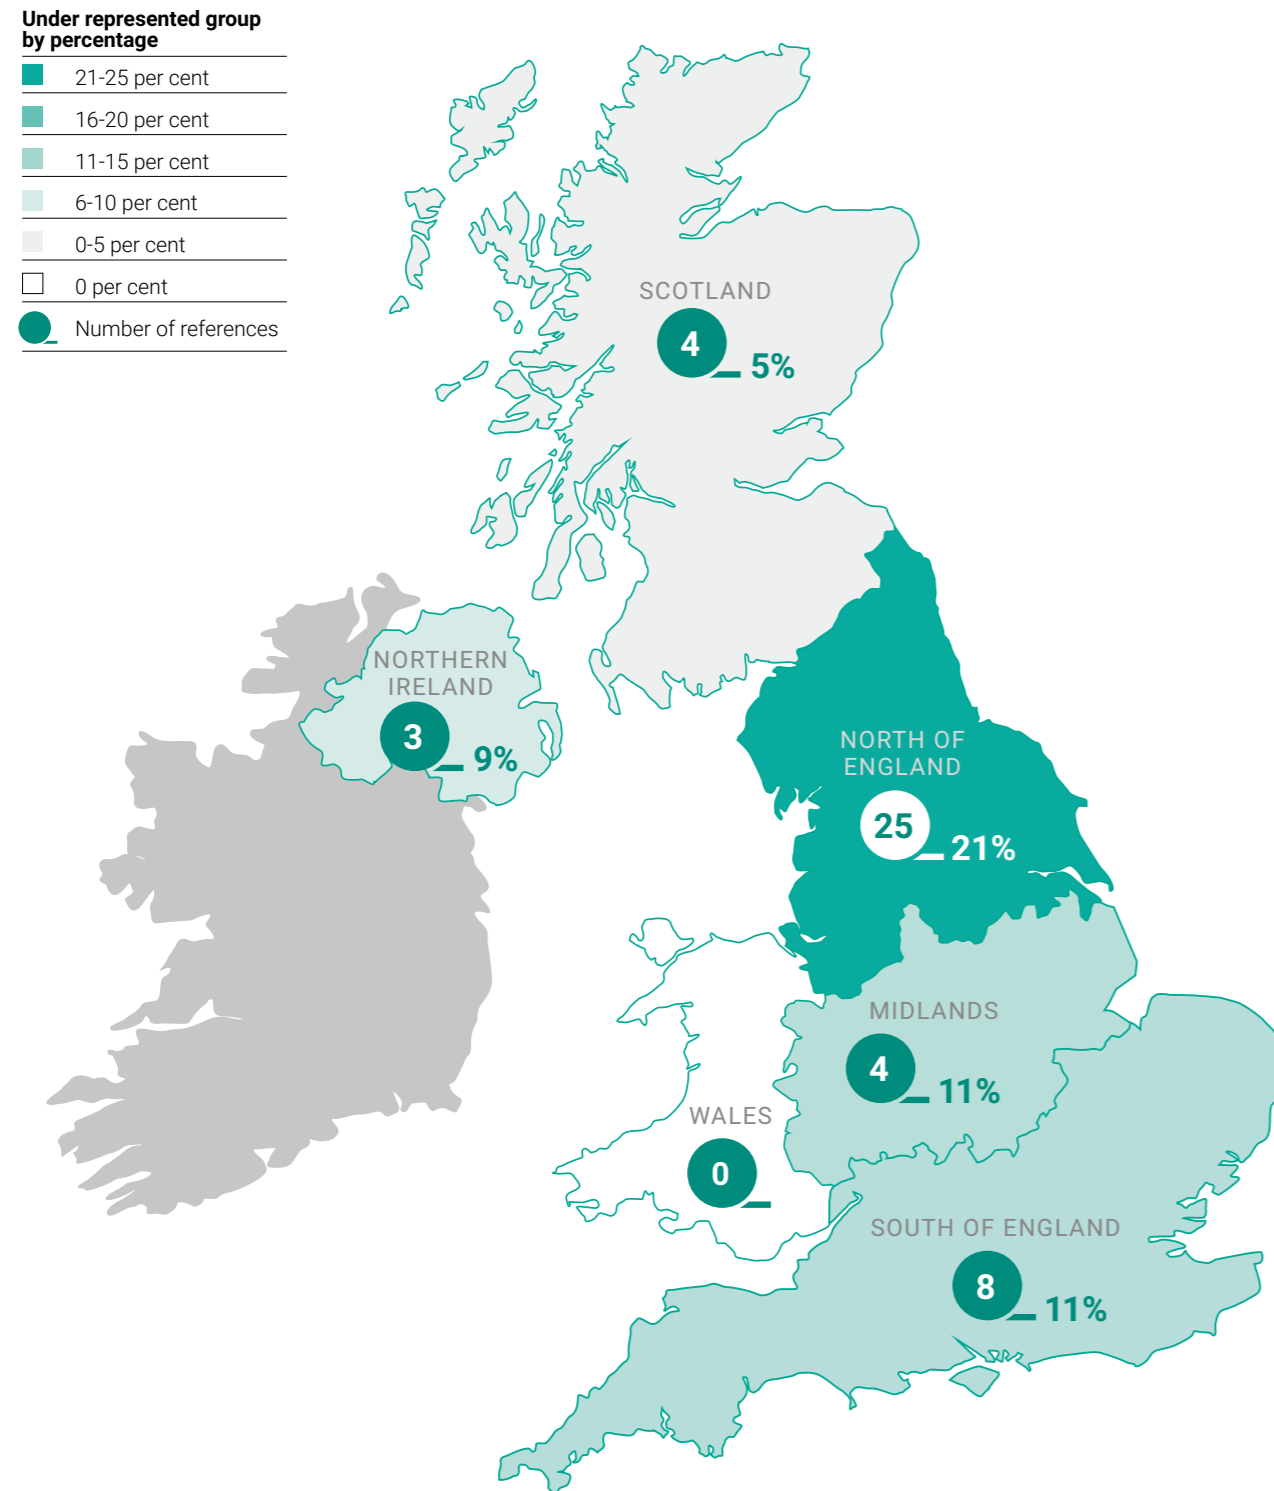 Under represented group
by percentage
21-25 per cent
16-20 per cent
11-15 per cent
6-10 per cent
0-5 per cent
0 per cent
Number of references
SCOTLAND
4
5%
NORTHERN
IRELAND
3
9%
NORTH OF
ENGLAND
25
21%
MIDLANDS
4
11%
WALES
0
SOUTH OF ENGLAND
8
11%